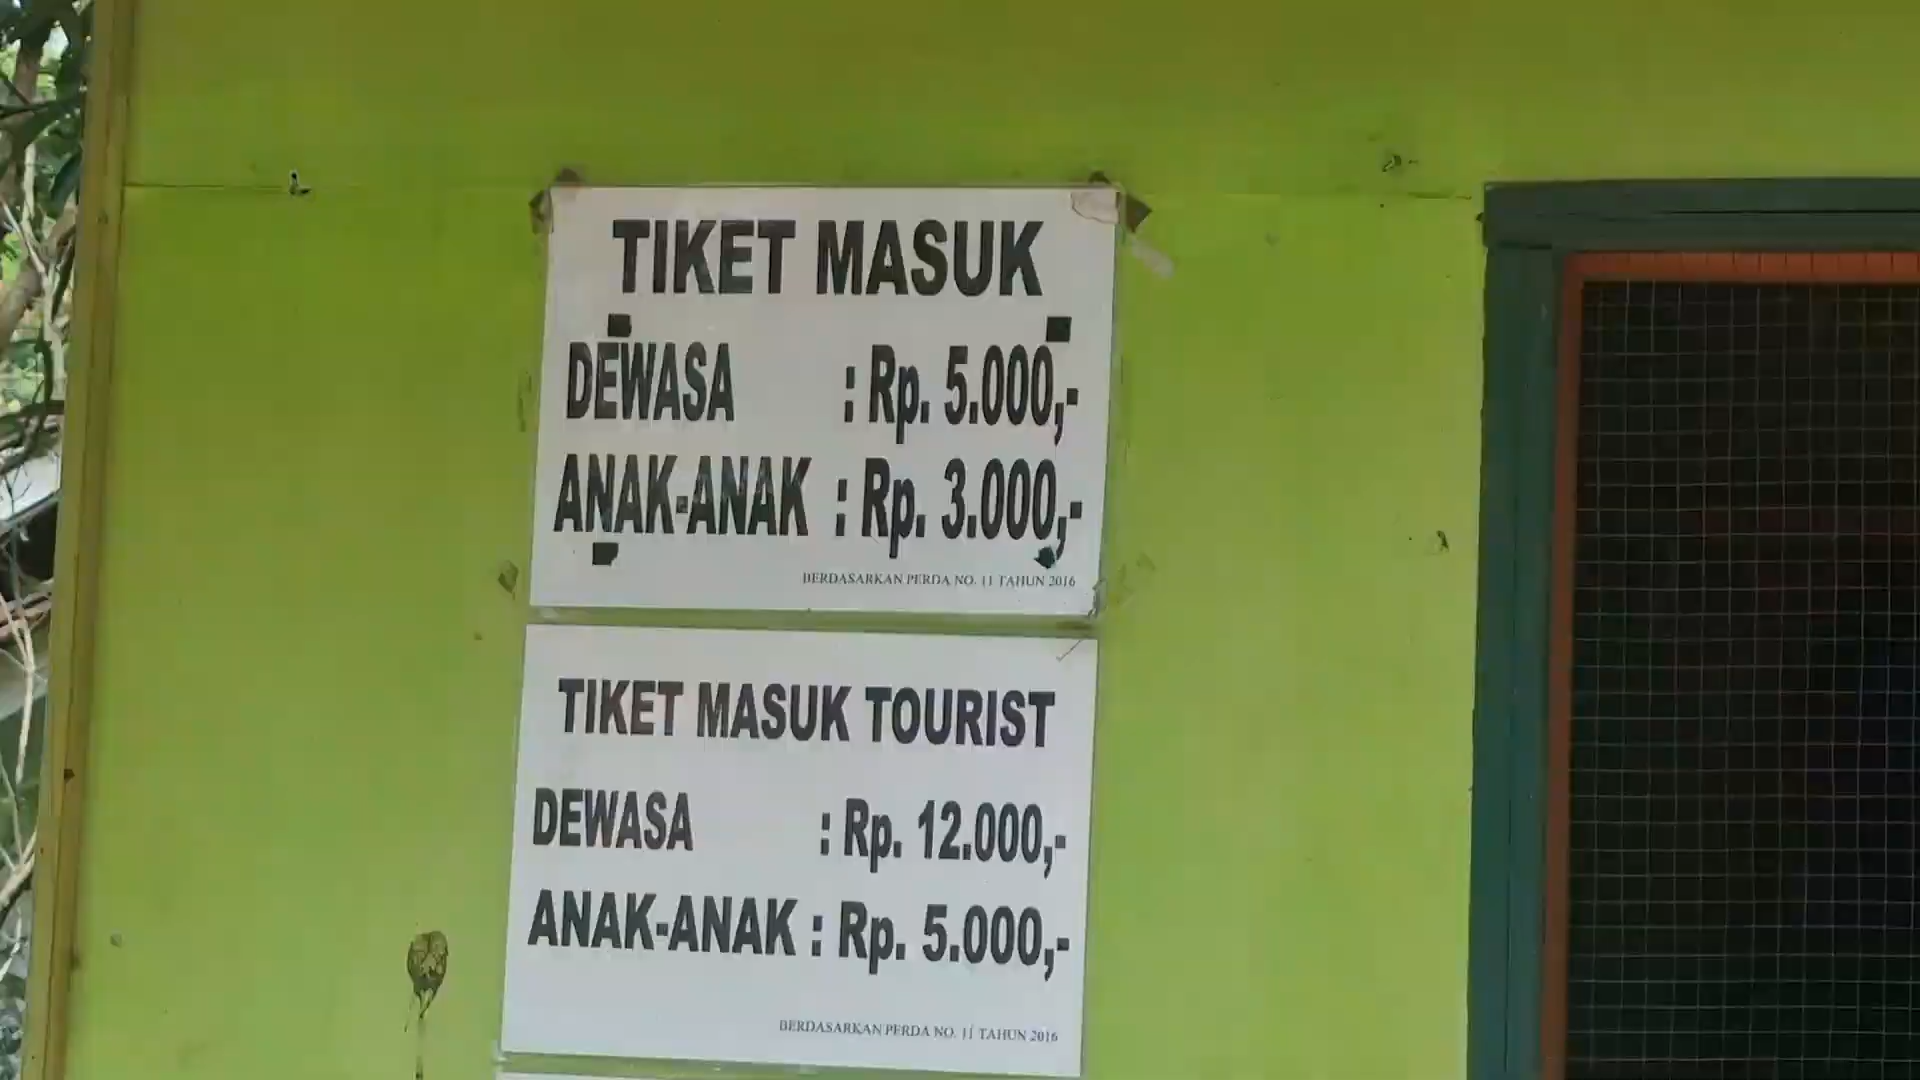 TIKET MASUK
DEWASA : Rp. 5.000,-
ANAK-ANAK : Rp. 3.000,-
BERDASARKAN PERDA NO. 11 TAHUN 2016
TIKET MASUK TOURIST
DEWASA : Rp. 12.000,-
ANAK-ANAK : Rp. 5.000,-
BERDASARKAN PERDA NO. 11 TAHUN 2016